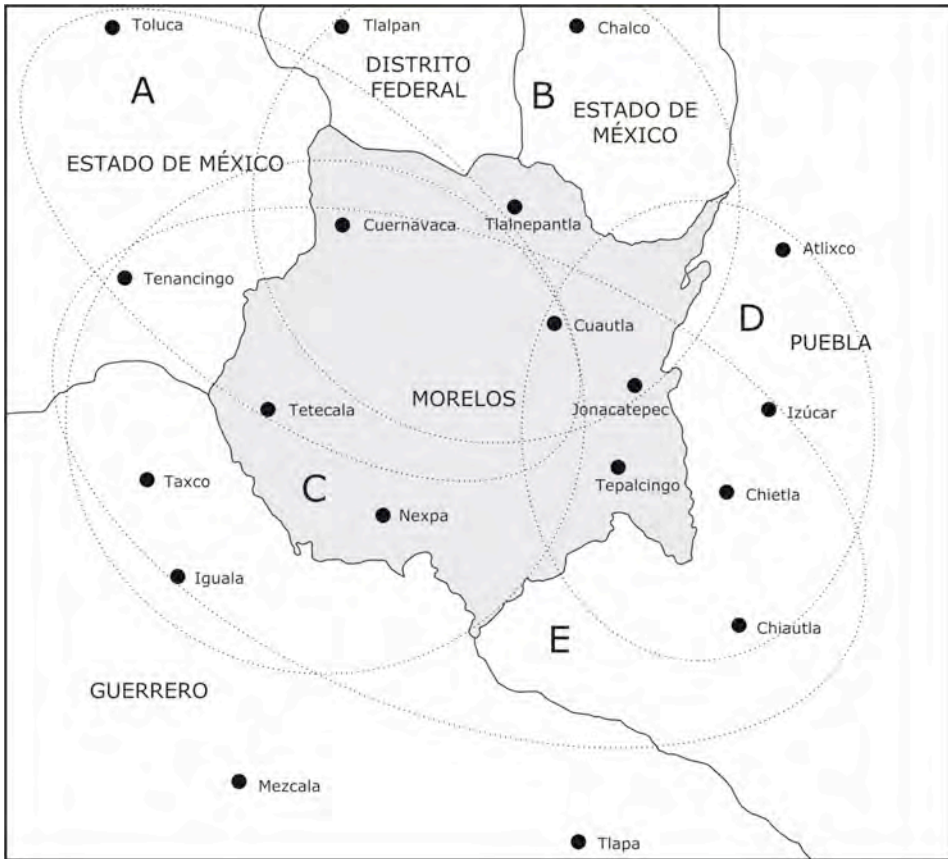 Toluca
Tlalpan
Chalco
DISTRITO
FEDERAL
A
B
ESTADO DE
MÉXICO
ESTADO DE MÉXICO
Cuernavaca
Tlalnepantla
Atlixco
Tenancingo
D
Cuautla
PUEBLA
MORELOS
Tetecala
Jonacatepec
Izúcar
Taxco
C
Tepalcingo
Chietla
Nexpa
Iguala
E
Chiautla
GUERRERO
Mezcala
Tlapa